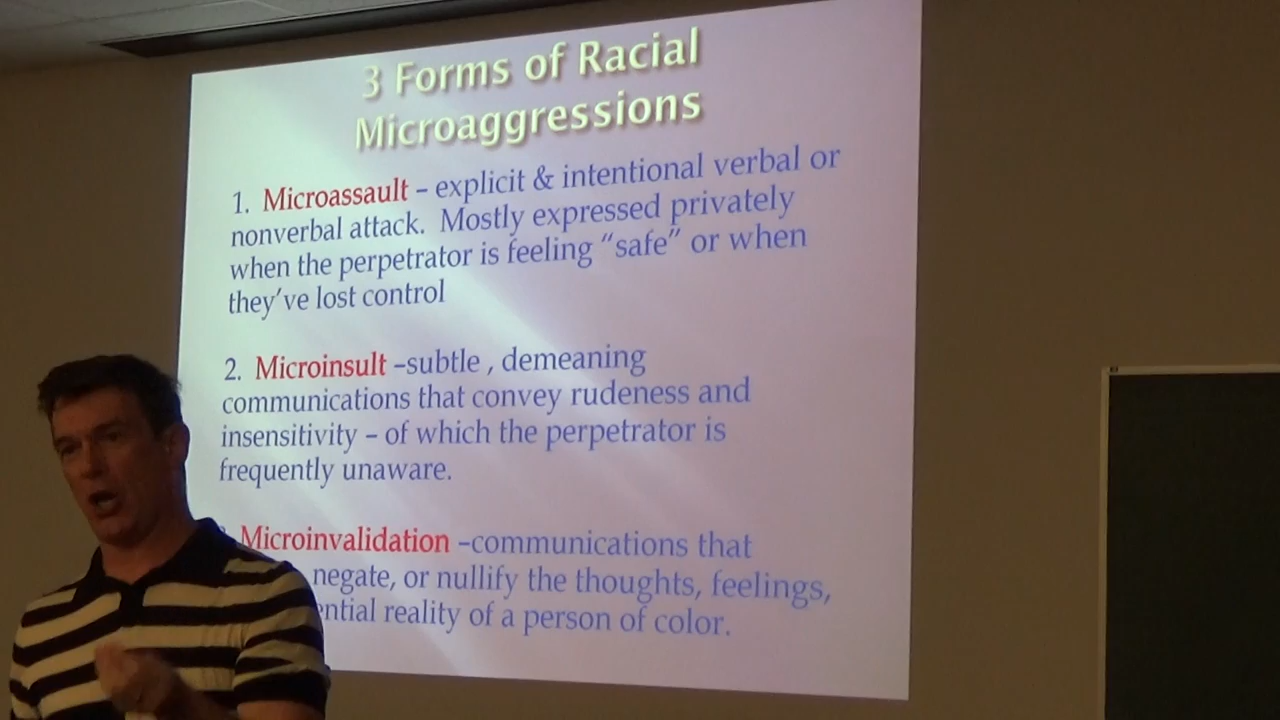 3 Forms of Racial
Microaggressions
1. Microassault – explicit & intentional verbal or
nonverbal attack. Mostly expressed privately
when the perpetrator is feeling “safe” or when
they’ve lost control
2. Microinsult –subtle , demeaning
communications that convey rudeness and
insensitivity – of which the perpetrator is
frequently unaware.
Microinvalidation –communications that
negate, or nullify the thoughts, feelings,
reality of a person of color.